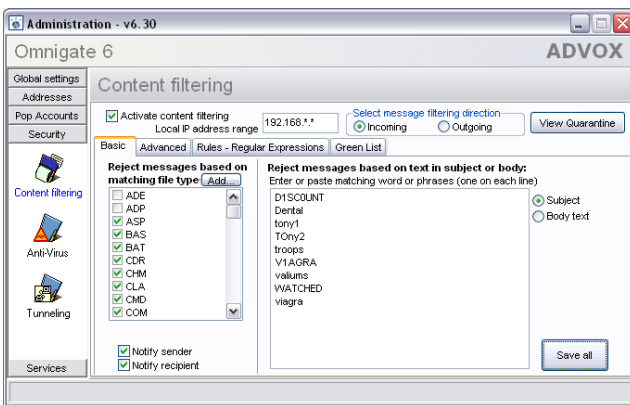 Administration - v6.30
Omnigate 6
ADVOX
Global settings
Addresses
Pop Accounts
Security
Content filtering
Anti-Virus
Tunneling
Services
Content filtering
Activate content filtering
Local IP address range
192.168.*.*
Select message filtering direction
Incoming
Outgoing
View Quarantine
Basic
Advanced
Rules - Regular Expressions
Green List
Reject messages based on
matching file type
Add...
ADE
ADP
ASP
BAS
BAT
CDR
CHM
CLA
CMD
COM
Notify sender
Notify recipient
Reject messages based on text in subject or body:
Enter or paste matching word or phrases (one on each line)
D1SC0UNT
Dental
tony1
TOny2
troops
V1AGRA
valiums
WATCHED
viagra
Subject
Body text
Save all